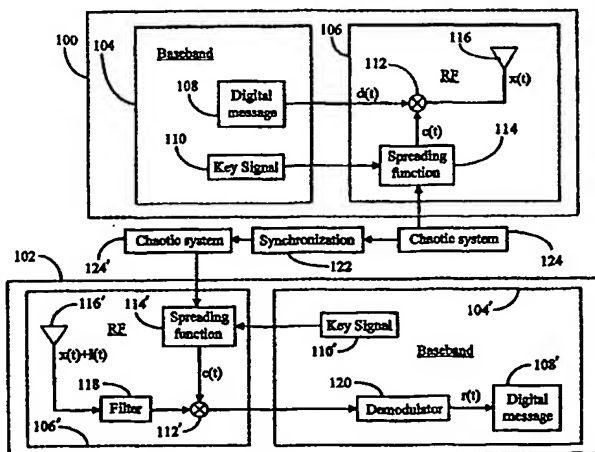 106
116
100
104
Baseband
112
RF
x(t)
108
Digital
message
d(t)
110
c(t)
114
Key Signal
Spreading
function
Chaotic system
Synchronization
Chaotic system
102
124'
122
124
116'
114'
104'
RF
Spreading
function
Key Signal
110'
x(t)+I(t)
Baseband
108'
118
c(t)
120
Filter
Demodulator
r(t)
Digital
message
106'
112'